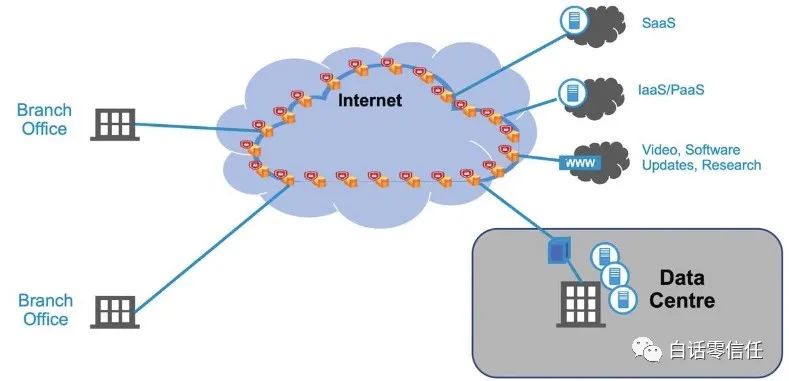 SaaS
Internet
Branch
Office
IaaS/PaaS
www
Video, Software
Updates, Research
Branch
Office
Data
Centre
白话零信任